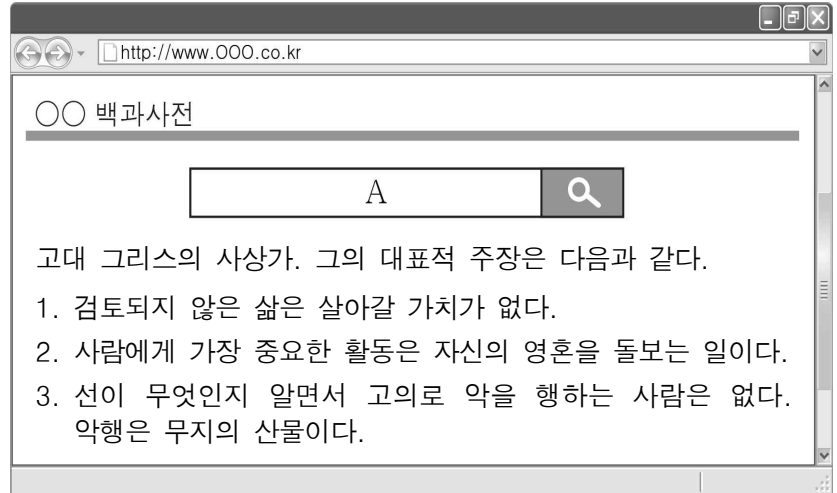 http://www.OOO.co.kr
○○ 백과사전
A
고대 그리스의 사상가. 그의 대표적 주장은 다음과 같다.
1. 검토되지 않은 삶은 살아갈 가치가 없다.
2. 사람에게 가장 중요한 활동은 자신의 영혼을 돌보는 일이다.
3. 선이 무엇인지 알면서 고의로 악을 행하는 사람은 없다.
악행은 무지의 산물이다.